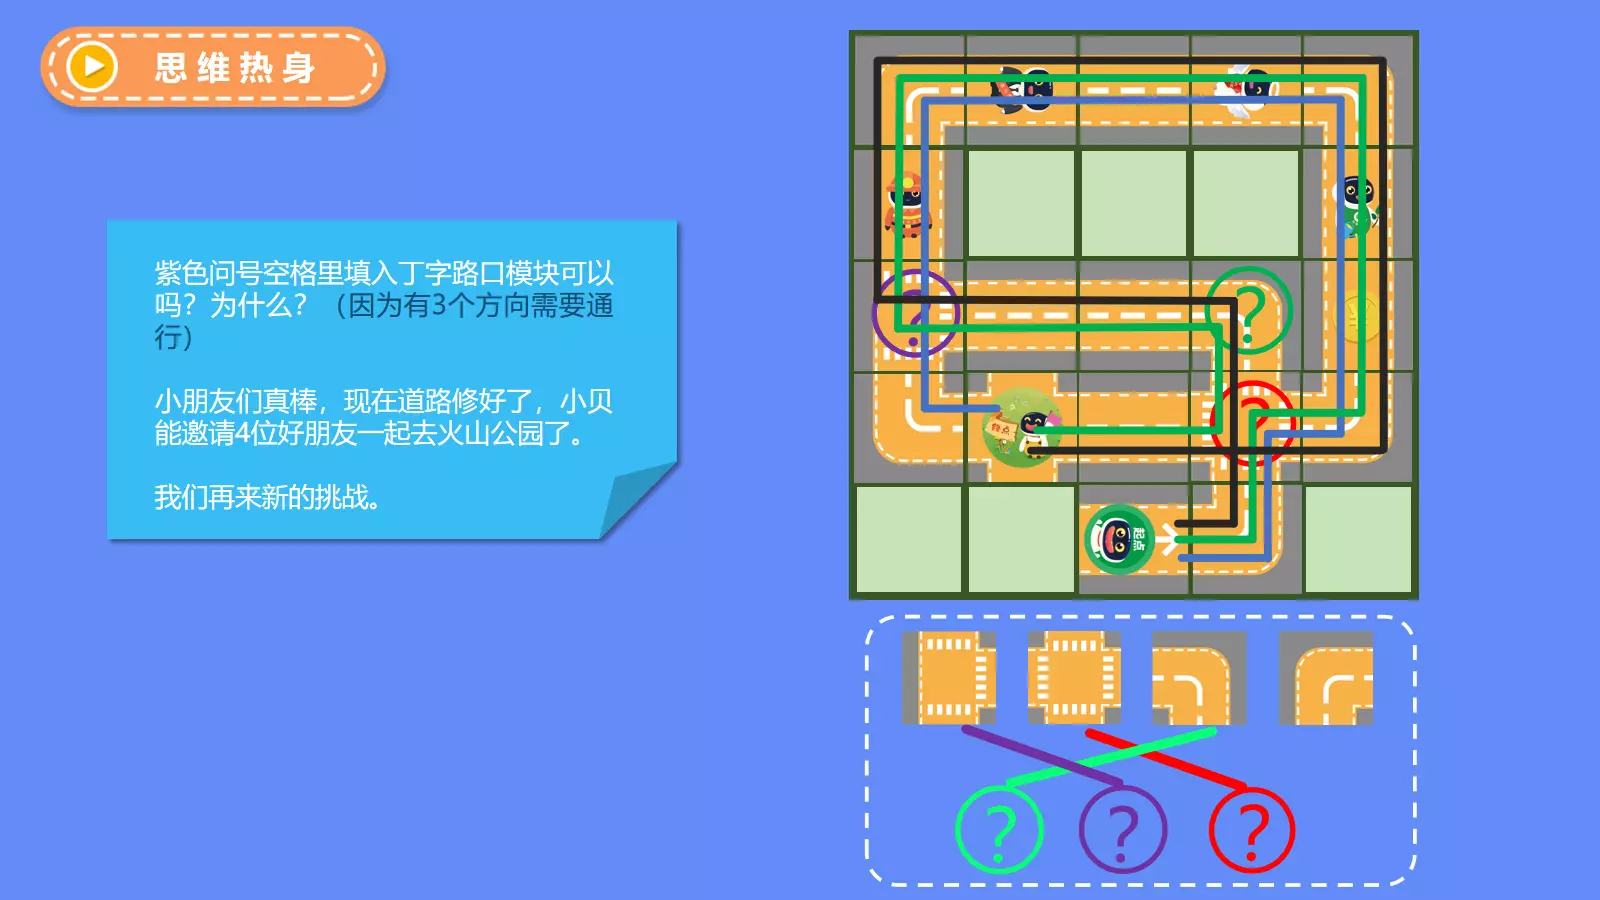 思维热身
紫色问号空格里填入丁字路口模块可以
吗？为什么？（因为有3个方向需要通
行）
小朋友们真棒，现在道路修好了，小贝
能邀请4位好朋友一起去火山公园了。
我们再来新的挑战。
?
?
?
终点
起点
?
?
?